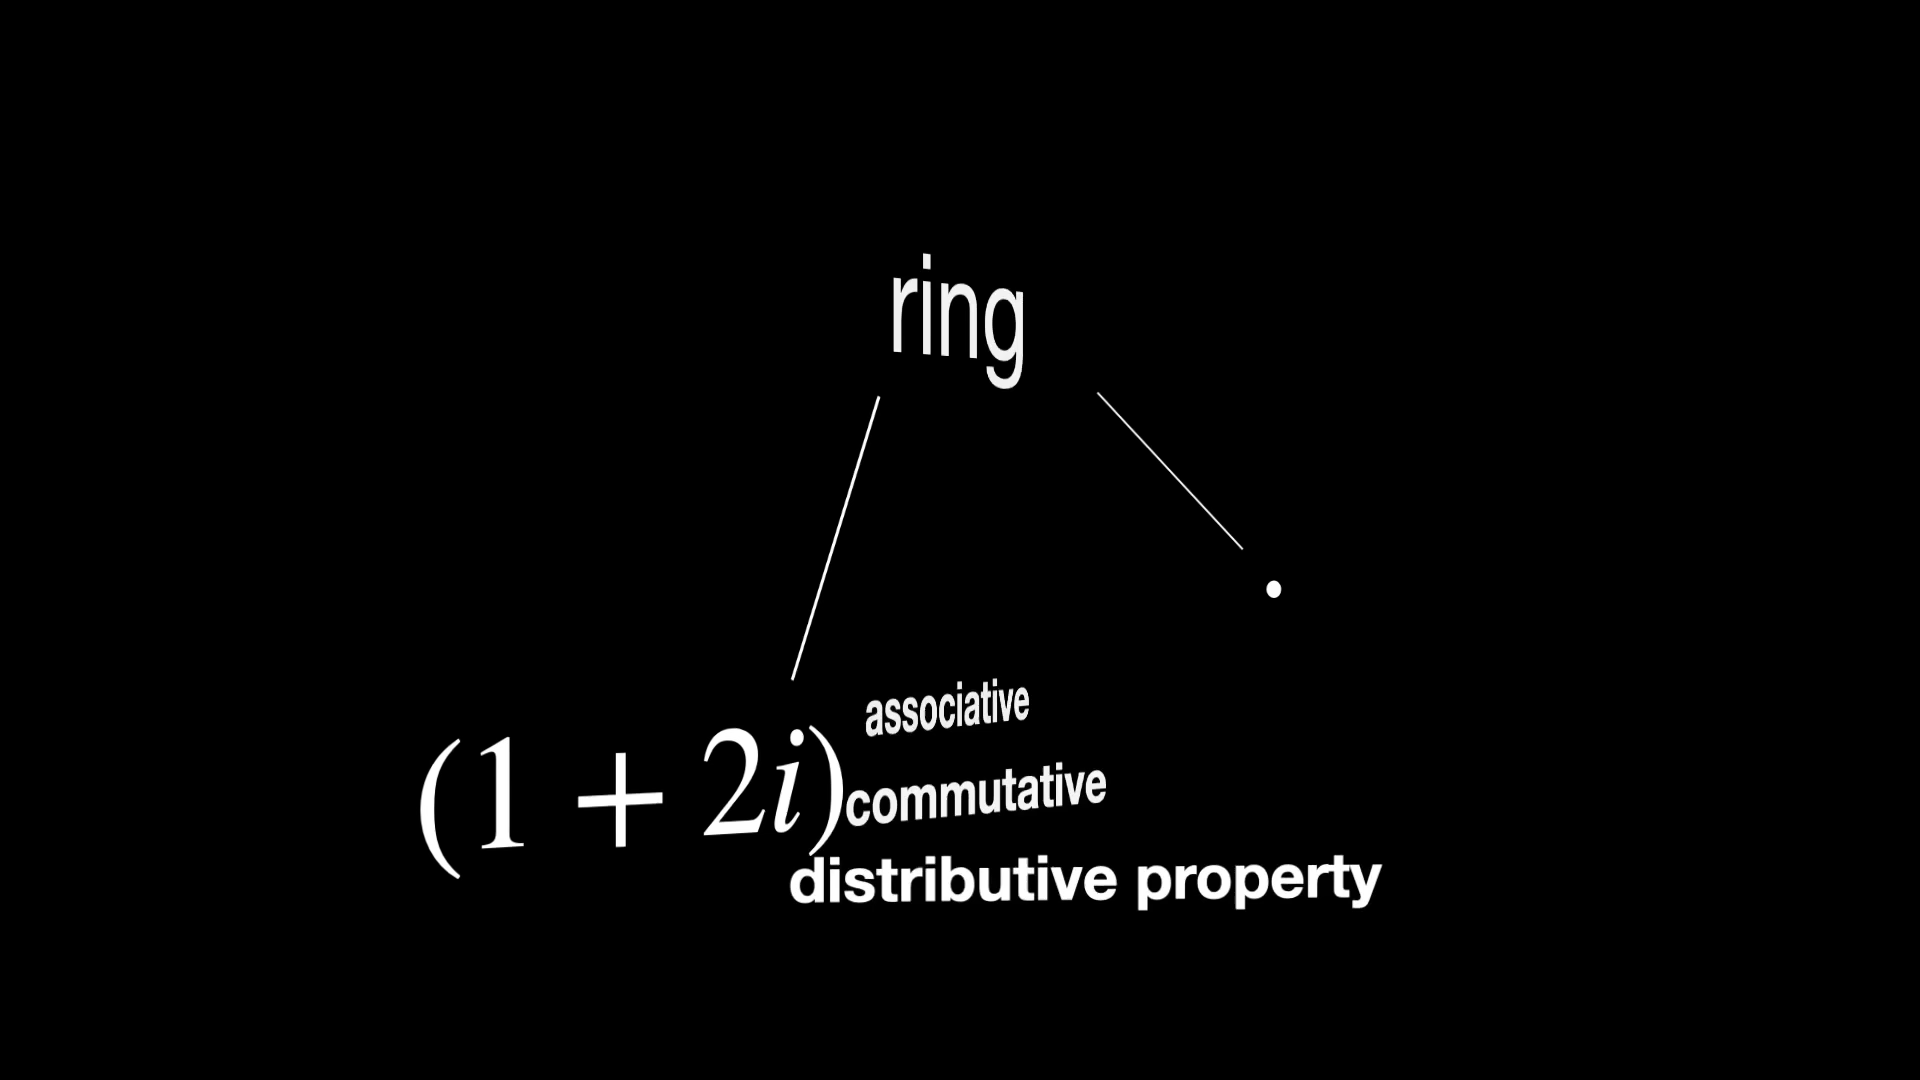 ring
·
associative
(1 + 2i)
commutative
distributive property